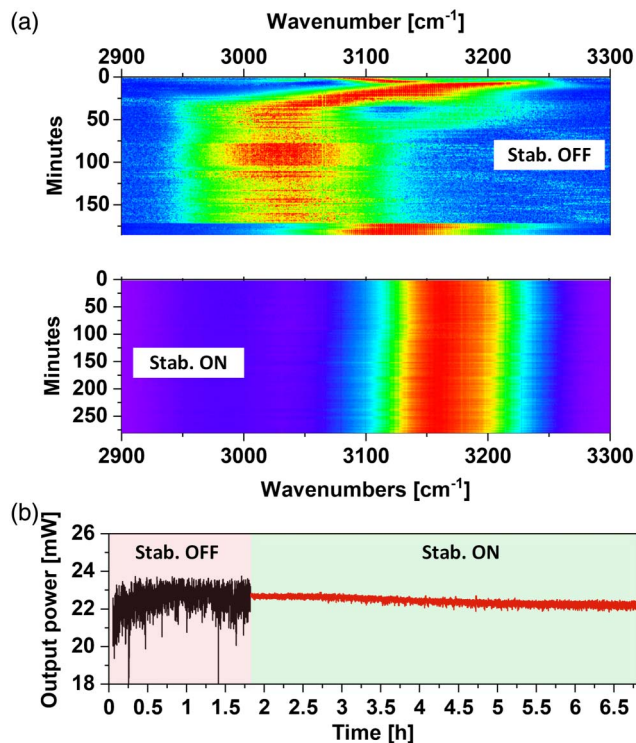 (a)
Wavenumber [cm⁻¹]
2900 3000 3100 3200 3300
0
50
100
150
Minutes
Stab. OFF
0
50
100
150
200
250
Minutes
Stab. ON
2900 3000 3100 3200 3300
Wavenumbers [cm⁻¹]
(b)
26
24
22
20
18
Output power [mW]
Stab. OFF
Stab. ON
0 0.5 1 1.5 2 2.5 3 3.5 4 4.5 5 5.5 6 6.5
Time [h]